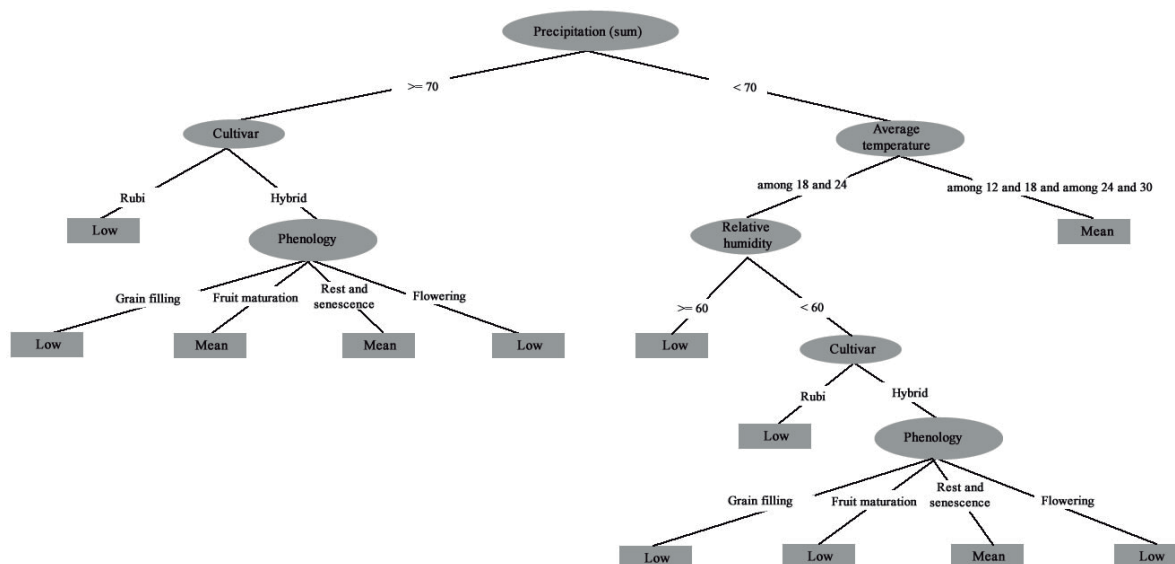 Precipitation (sum)
>= 70
< 70
Cultivar
Average
temperature
Rubi
Hybrid
among 18 and 24
among 12 and 18 and among 24 and 30
Low
Phenology
Relative
humidity
Mean
Grain filling
Fruit maturation
Rest and
senescence
Flowering
>= 60
< 60
Low
Mean
Mean
Low
Low
Cultivar
Rubi
Hybrid
Low
Phenology
Grain filling
Fruit maturation
Rest and
senescence
Flowering
Low
Low
Mean
Low